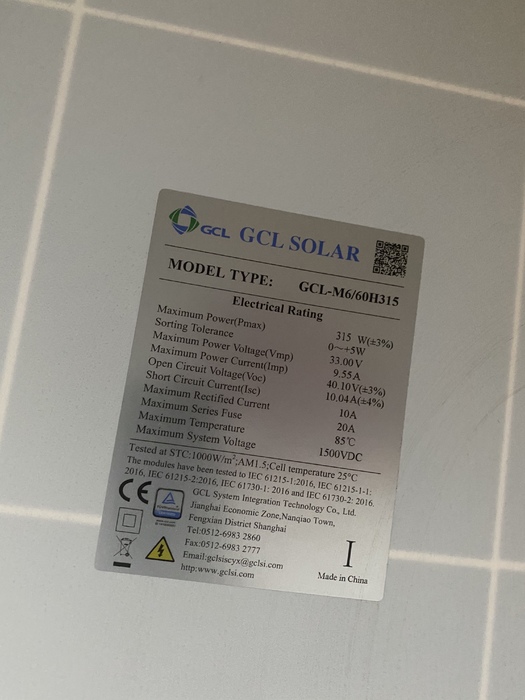 GCL GCL SOLAR
MODEL TYPE: GCL-M6/60H315
Electrical Rating
Maximum Power(Pmax) 315 W(±3%)
Sorting Tolerance 0~+5W
Maximum Power Voltage(Vmp) 33.00V
Maximum Power Current(Imp) 9.55A
Open Circuit Voltage(Voc) 40.10V(±3%)
Short Circuit Current(Isc) 10.04A(±4%)
Maximum Rectified Current 10A
Maximum Series Fuse 20A
Maximum Temperature 85℃
Maximum System Voltage 1500VDC
Tested at STC:1000W/m²;AM1.5;Cell temperature 25℃
The modules have been tested to IEC 61215-1:2016, IEC 61215-1-1:
2016, IEC 61215-2:2016, IEC 61730-1: 2016 and IEC 61730-2: 2016.
CE
GCL System Integration Technology Co., Ltd.
Jianghai Economic Zone,Nanqiao Town,
Fengxian District Shanghai
Tel:0512-6983 2860
Fax:0512-6983 2777
Email:gclsiscyx@gclsi.com
http:www.gclsi.com
I
Made in China